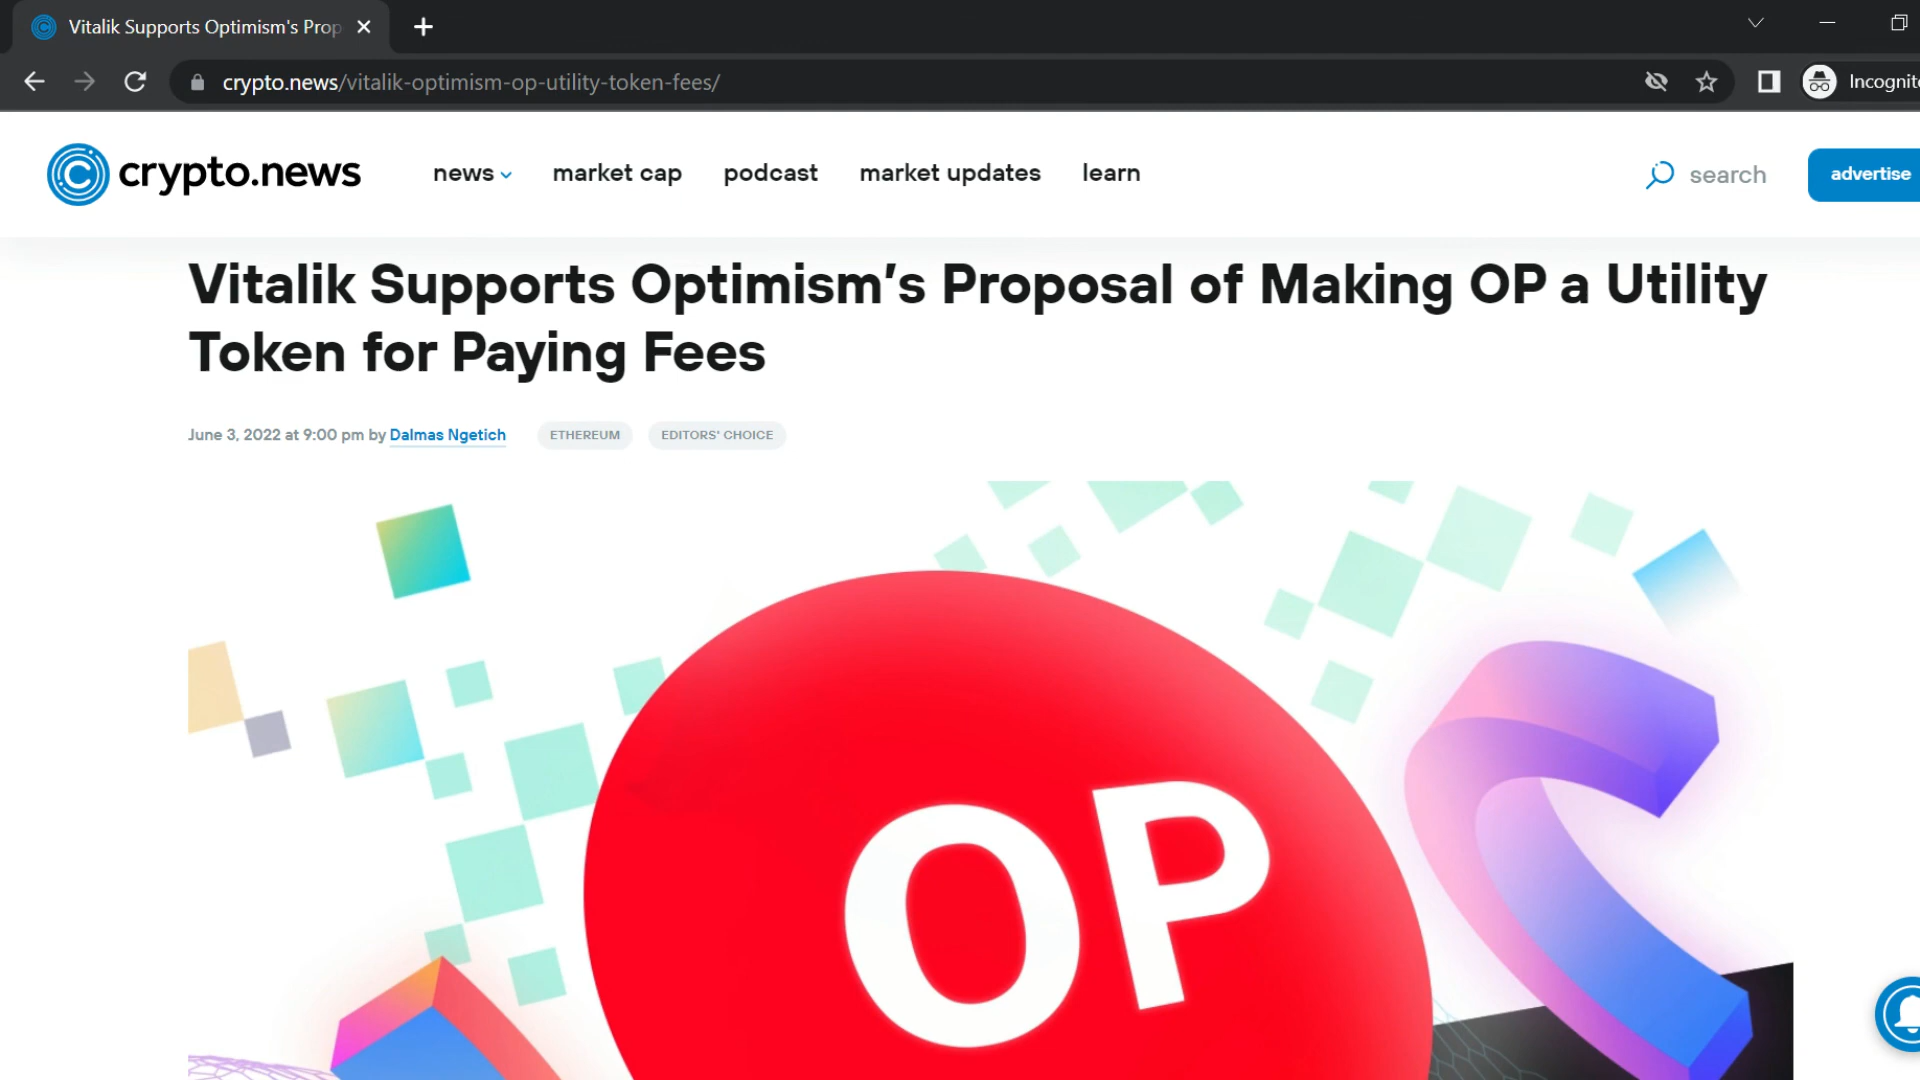 Vitalik Supports Optimism's Prop
crypto.news/vitalik-optimism-op-utility-token-fees/
Incognit
crypto.news
news market cap podcast market updates learn
search
advertise
Vitalik Supports Optimism's Proposal of Making OP a Utility
Token for Paying Fees
June 3, 2022 at 9:00 pm by Dalmas Ngetich ETHEREUM EDITORS' CHOICE
OP